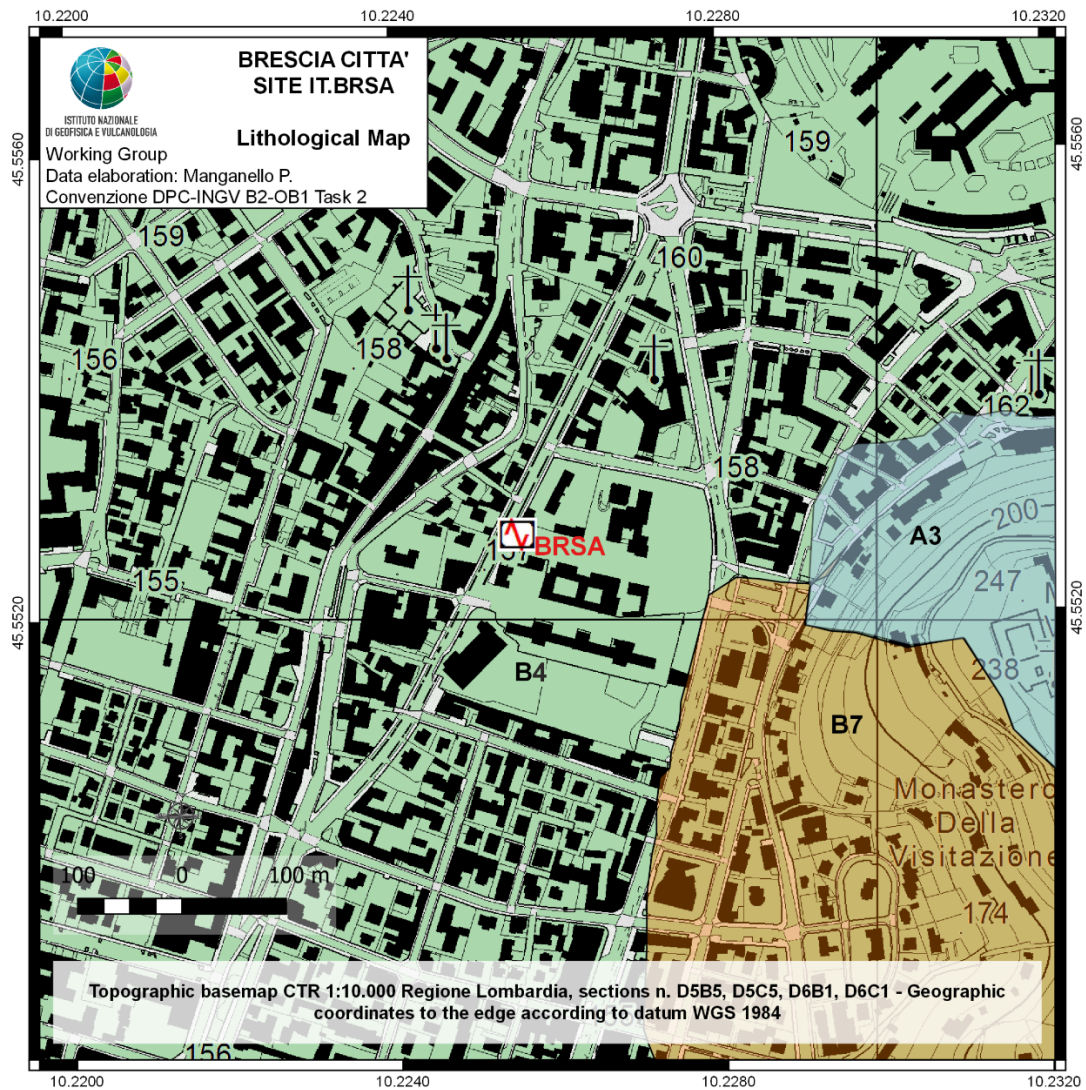 10.2200
10.2240
10.2280
10.2320
BRESCIA CITTA'
SITE IT.BRSA
ISTITUTO NAZIONALE
DI GEOFISICA E VULCANOLOGIA
Lithological Map
Working Group
Data elaboration: Manganello P.
Convenzione DPC-INGV B2-OB1 Task 2
45.5560
45.5560
159
159
160
156
158
162
158
200
A3
BRSA
157
247
155
45.5520
45.5520
B4
238
B7
Monastero
Della
Visitazione
100
0
100 m
174
Topographic basemap CTR 1:10.000 Regione Lombardia, sections n. D5B5, D5C5, D6B1, D6C1 - Geographic
coordinates to the edge according to datum WGS 1984
156
10.2200
10.2240
10.2280
10.2320